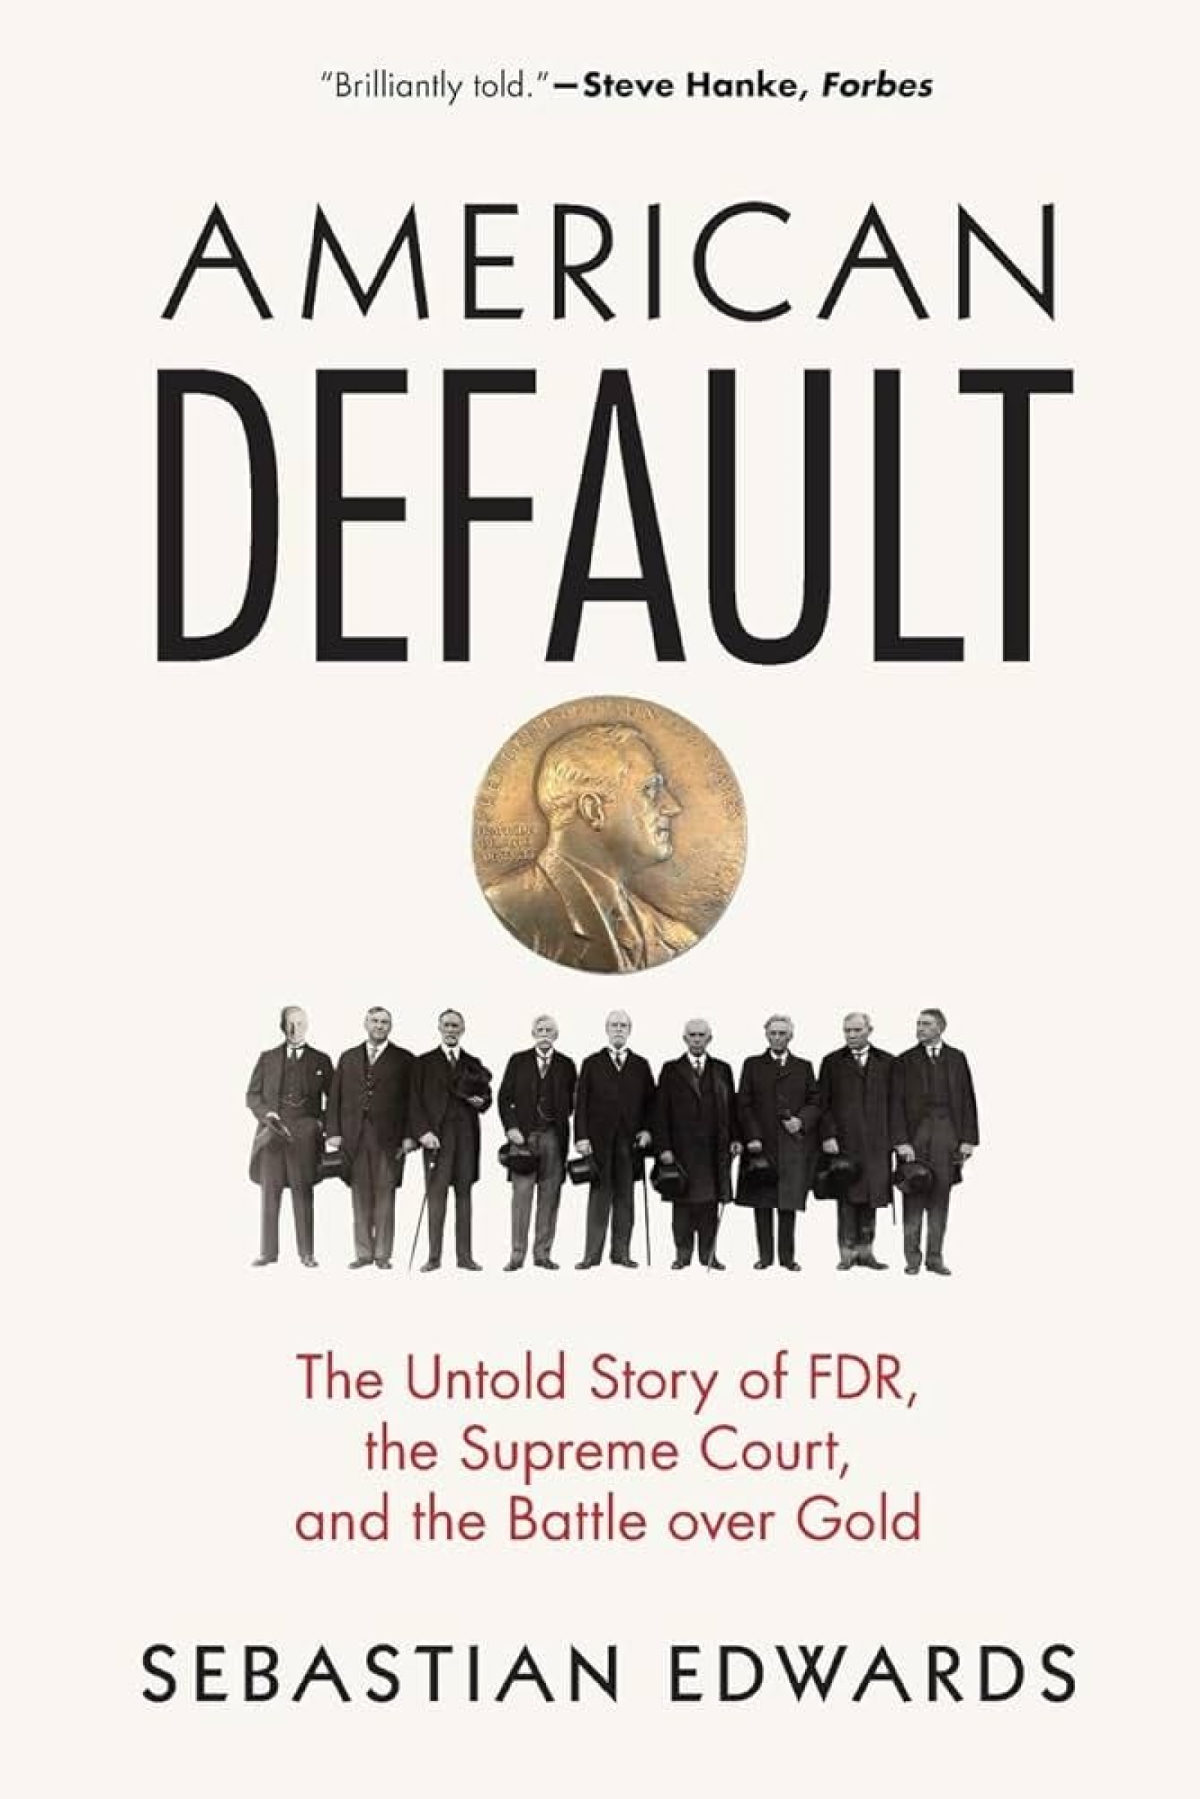 “Brilliantly told.”—Steve Hanke, Forbes
AMERICAN
DEFAULT
The Untold Story of FDR,
the Supreme Court,
and the Battle over Gold
SEBASTIAN EDWARDS